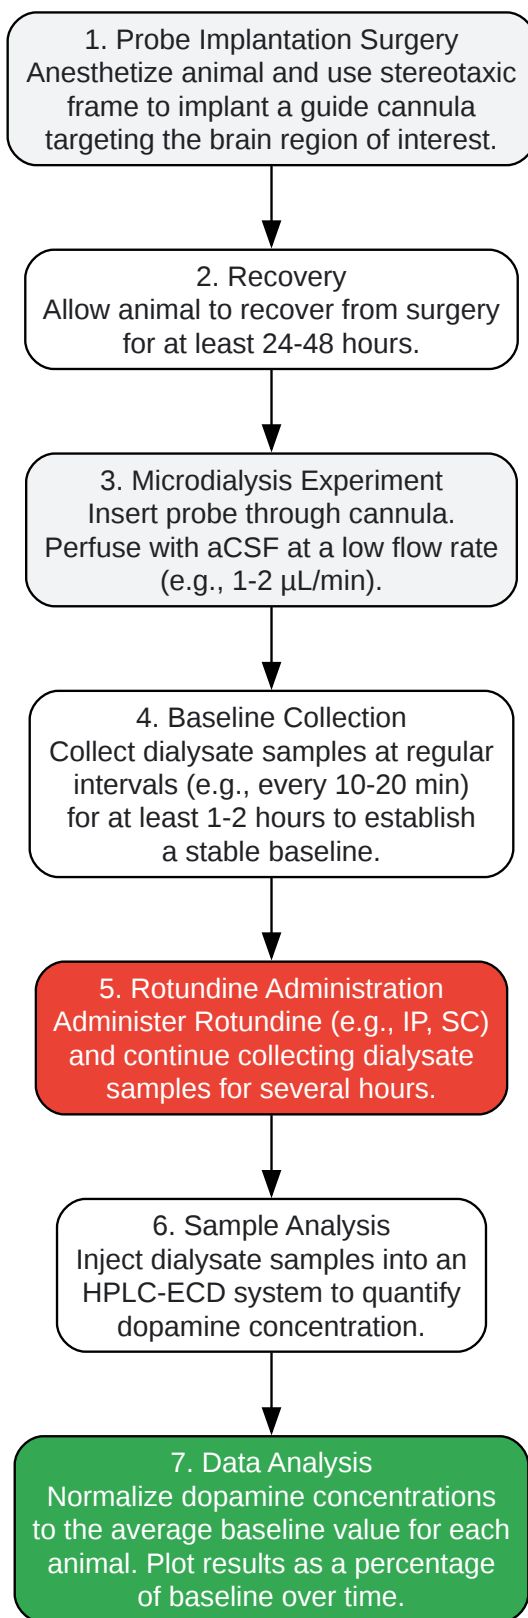 1. Probe Implantation Surgery
Anesthetize animal and use stereotaxic
frame to implant a guide cannula
targeting the brain region of interest.
2. Recovery
Allow animal to recover from surgery
for at least 24-48 hours.
3. Microdialysis Experiment
Insert probe through cannula.
Perfuse with aCSF at a low flow rate
(e.g., 1-2 µL/min).
4. Baseline Collection
Collect dialysate samples at regular
intervals (e.g., every 10-20 min)
for at least 1-2 hours to establish
a stable baseline.
5. Rotundine Administration
Administer Rotundine (e.g., IP, SC)
and continue collecting dialysate
samples for several hours.
6. Sample Analysis
Inject dialysate samples into an
HPLC-ECD system to quantify
dopamine concentration.
7. Data Analysis
Normalize dopamine concentrations
to the average baseline value for each
animal. Plot results as a percentage
of baseline over time.